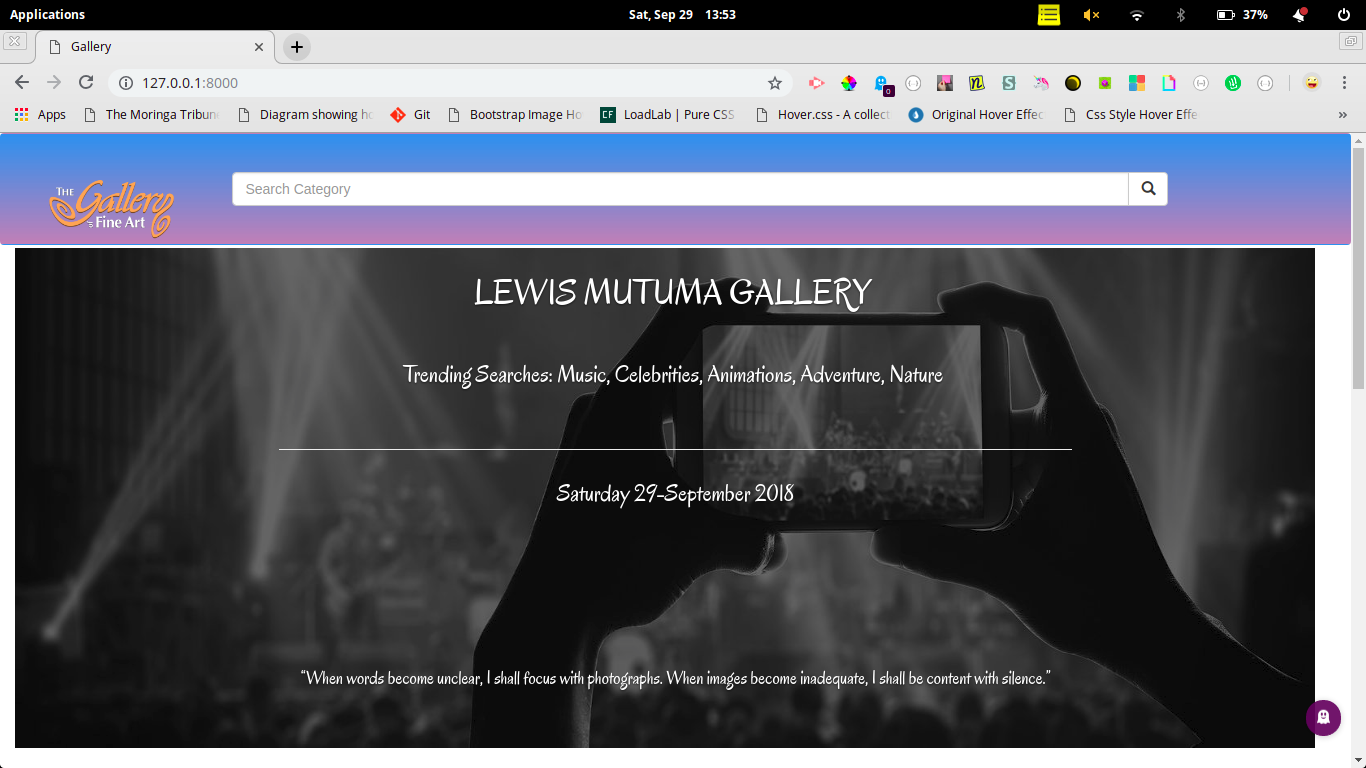 Applications
Sat, Sep 29 13:53
37%
Gallery
127.0.0.1:8000
0
Apps
The Moringa Tribun
Diagram showing ho
Git
Bootstrap Image Ho
CF LoadLab | Pure CSS
Hover.css - A collect
Original Hover Effec
Css Style Hover Effe
»
THE Gallery of Fine Art
Search Category
LEWIS MUTUMA GALLERY
Trending Searches: Music, Celebrities, Animations, Adventure, Nature
Saturday 29-September 2018
“When words become unclear, I shall focus with photographs. When images become inadequate, I shall be content with silence.”